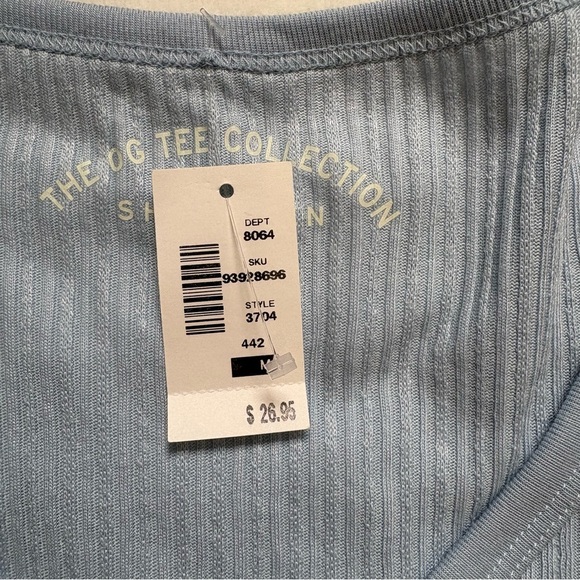 THE OG TEE COLLECTION
DEPT
8064
SKU
93928696
STYLE
3704
442
M
$ 26.95